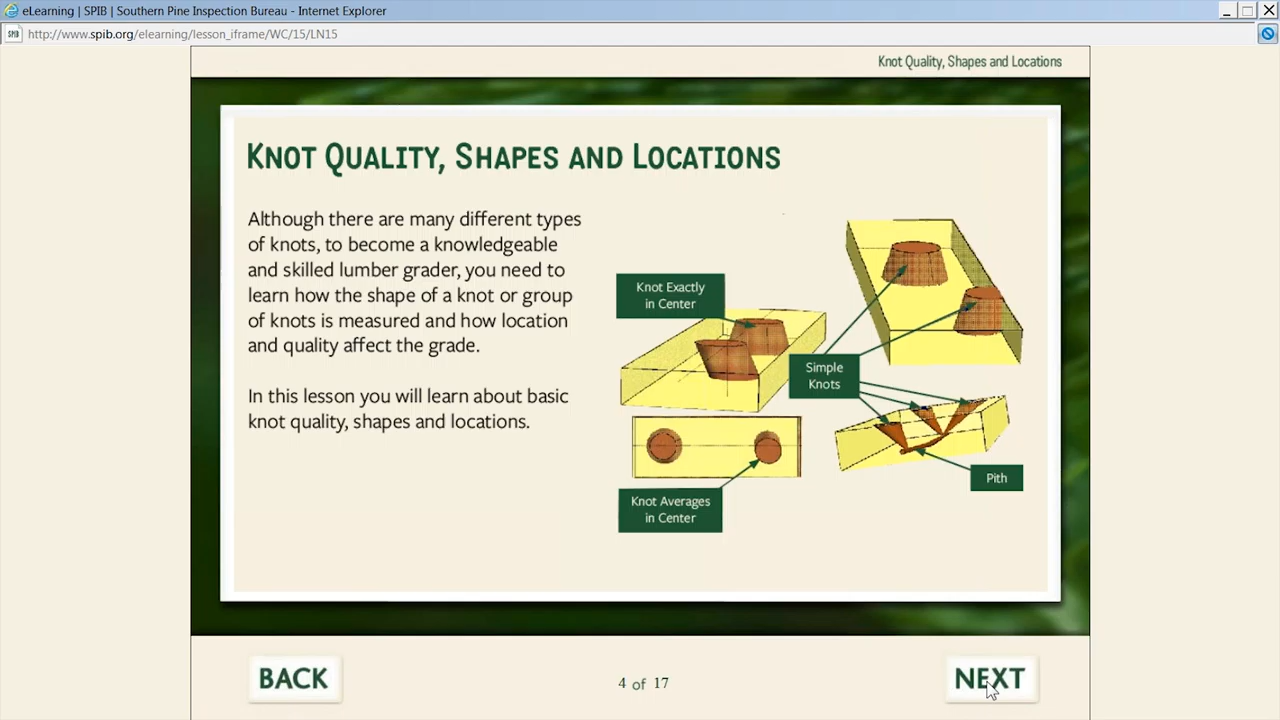 eLearning | SPIB | Southern Pine Inspection Bureau - Internet Explorer
SPIB
http://www.spib.org/elearning/lesson_iframe/WC/15/LN15
Knot Quality, Shapes and Locations
KNOT QUALITY, SHAPES AND LOCATIONS
Although there are many different types
of knots, to become a knowledgeable
and skilled lumber grader, you need to
learn how the shape of a knot or group
of knots is measured and how location
and quality affect the grade.
In this lesson you will learn about basic
knot quality, shapes and locations.
Knot Exactly
in Center
Simple
Knots
Pith
Knot Averages
in Center
BACK
4 of 17
NEXT